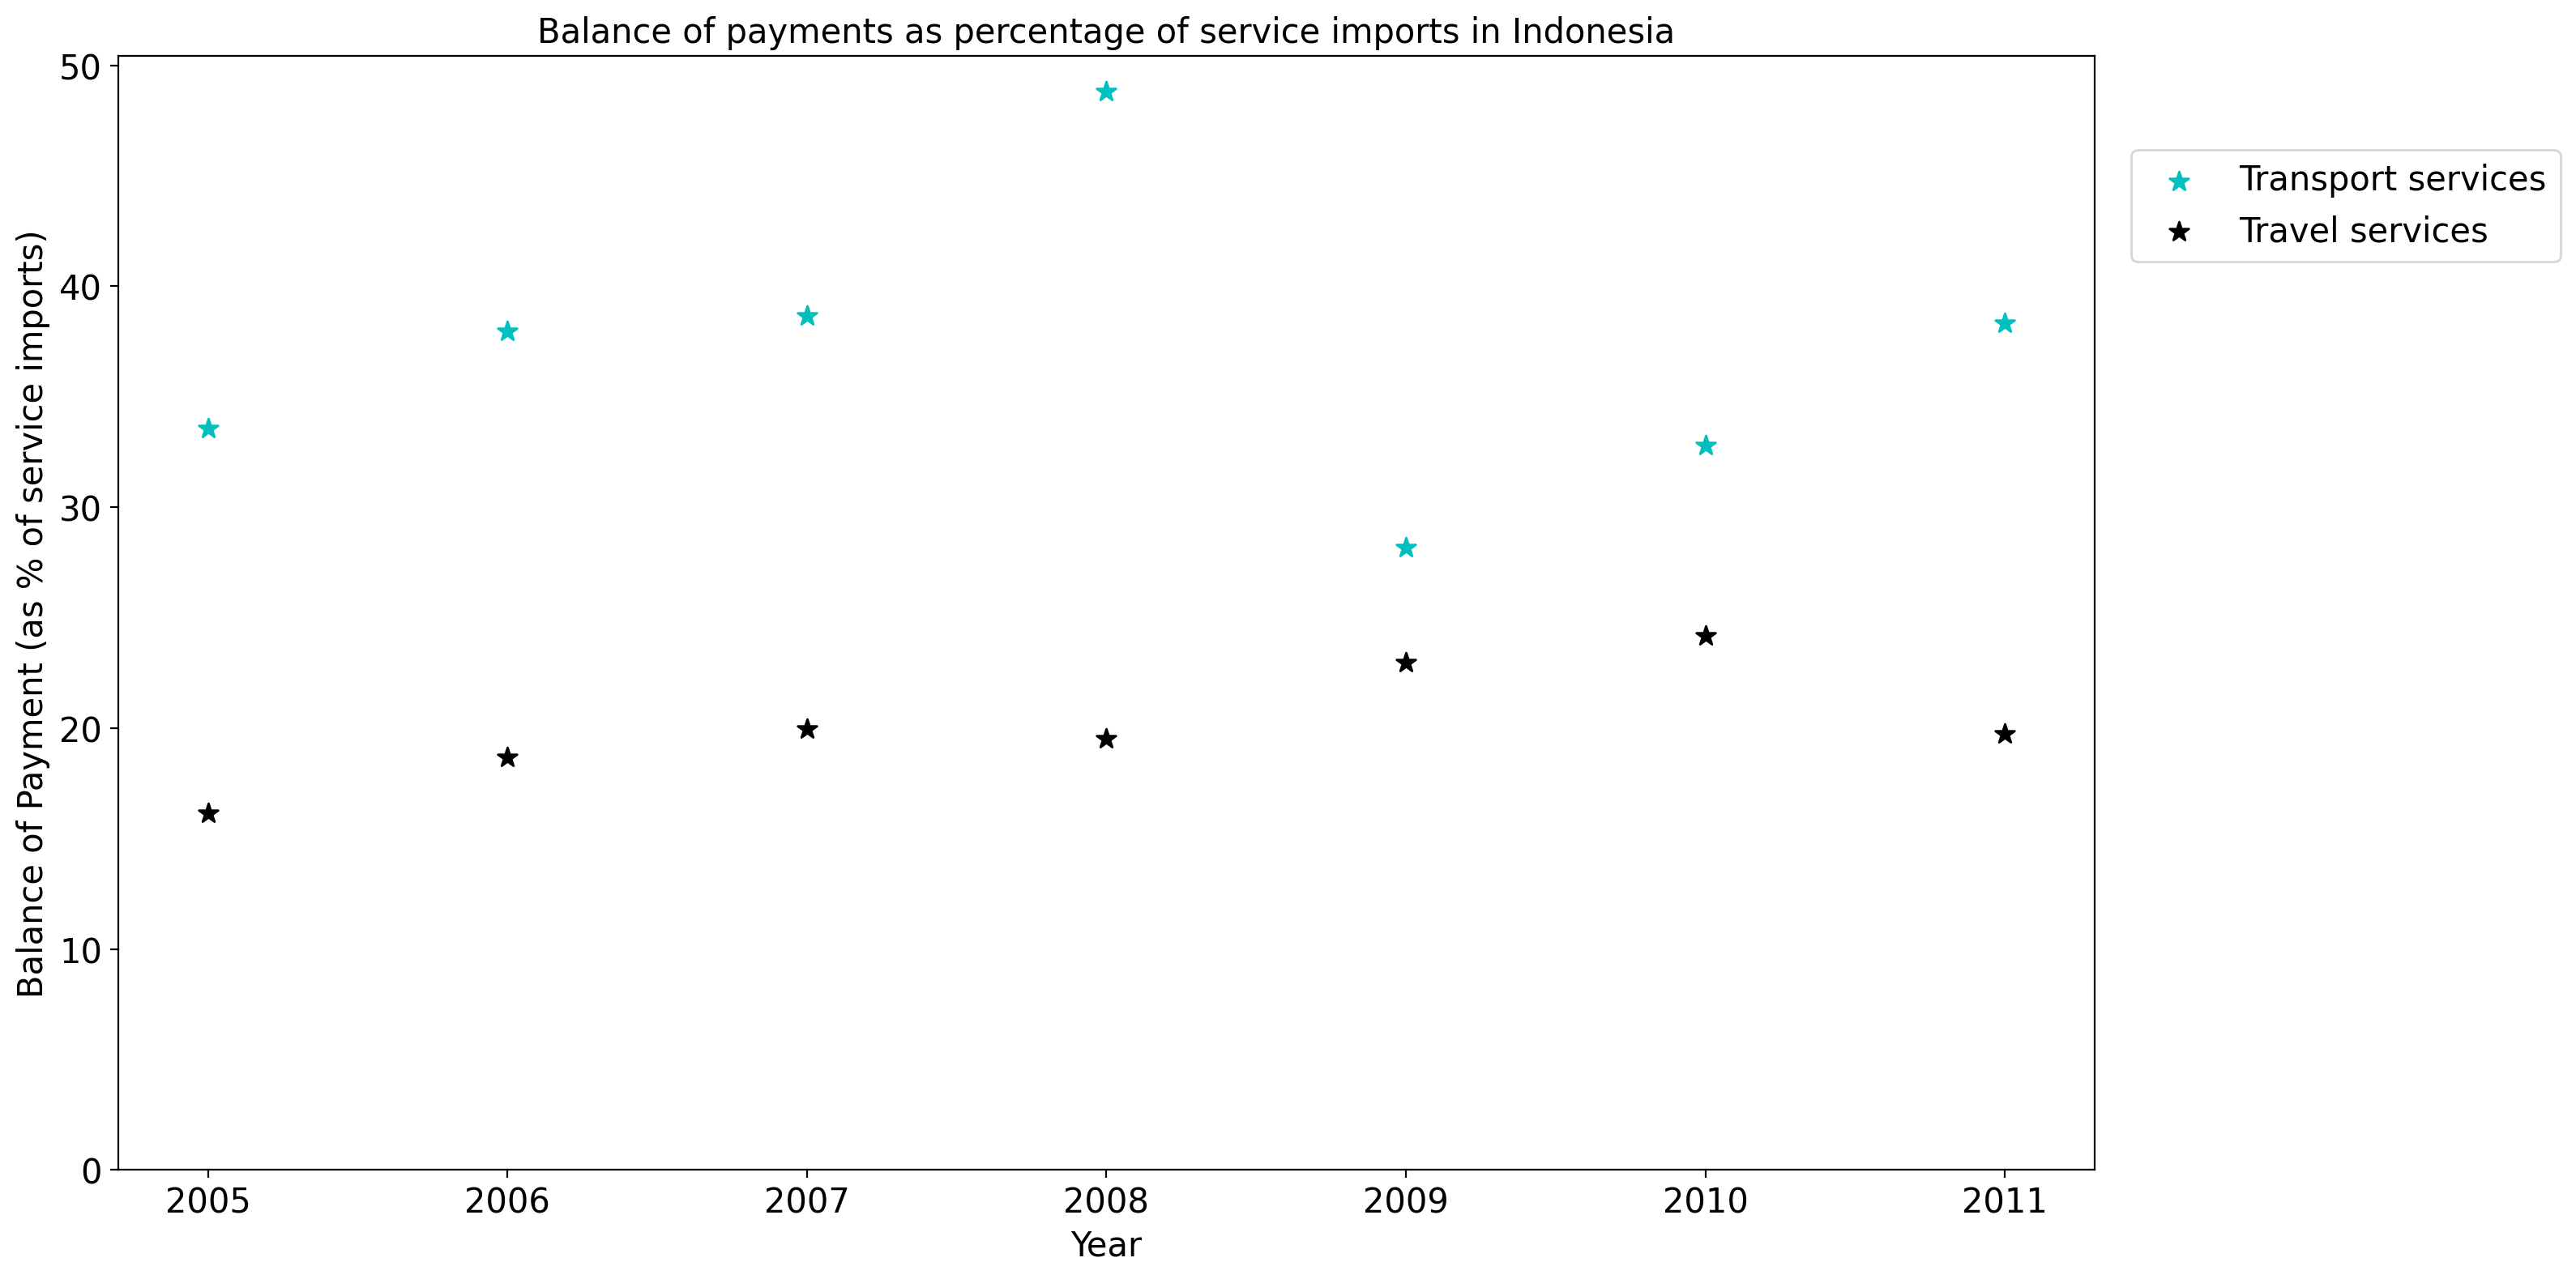 Balance of payments as percentage of service imports in Indonesia
Balance of Payment (as % of service imports)
50
40
30
20
10
0
2005 2006 2007 2008 2009 2010 2011
Year
Transport services
Travel services